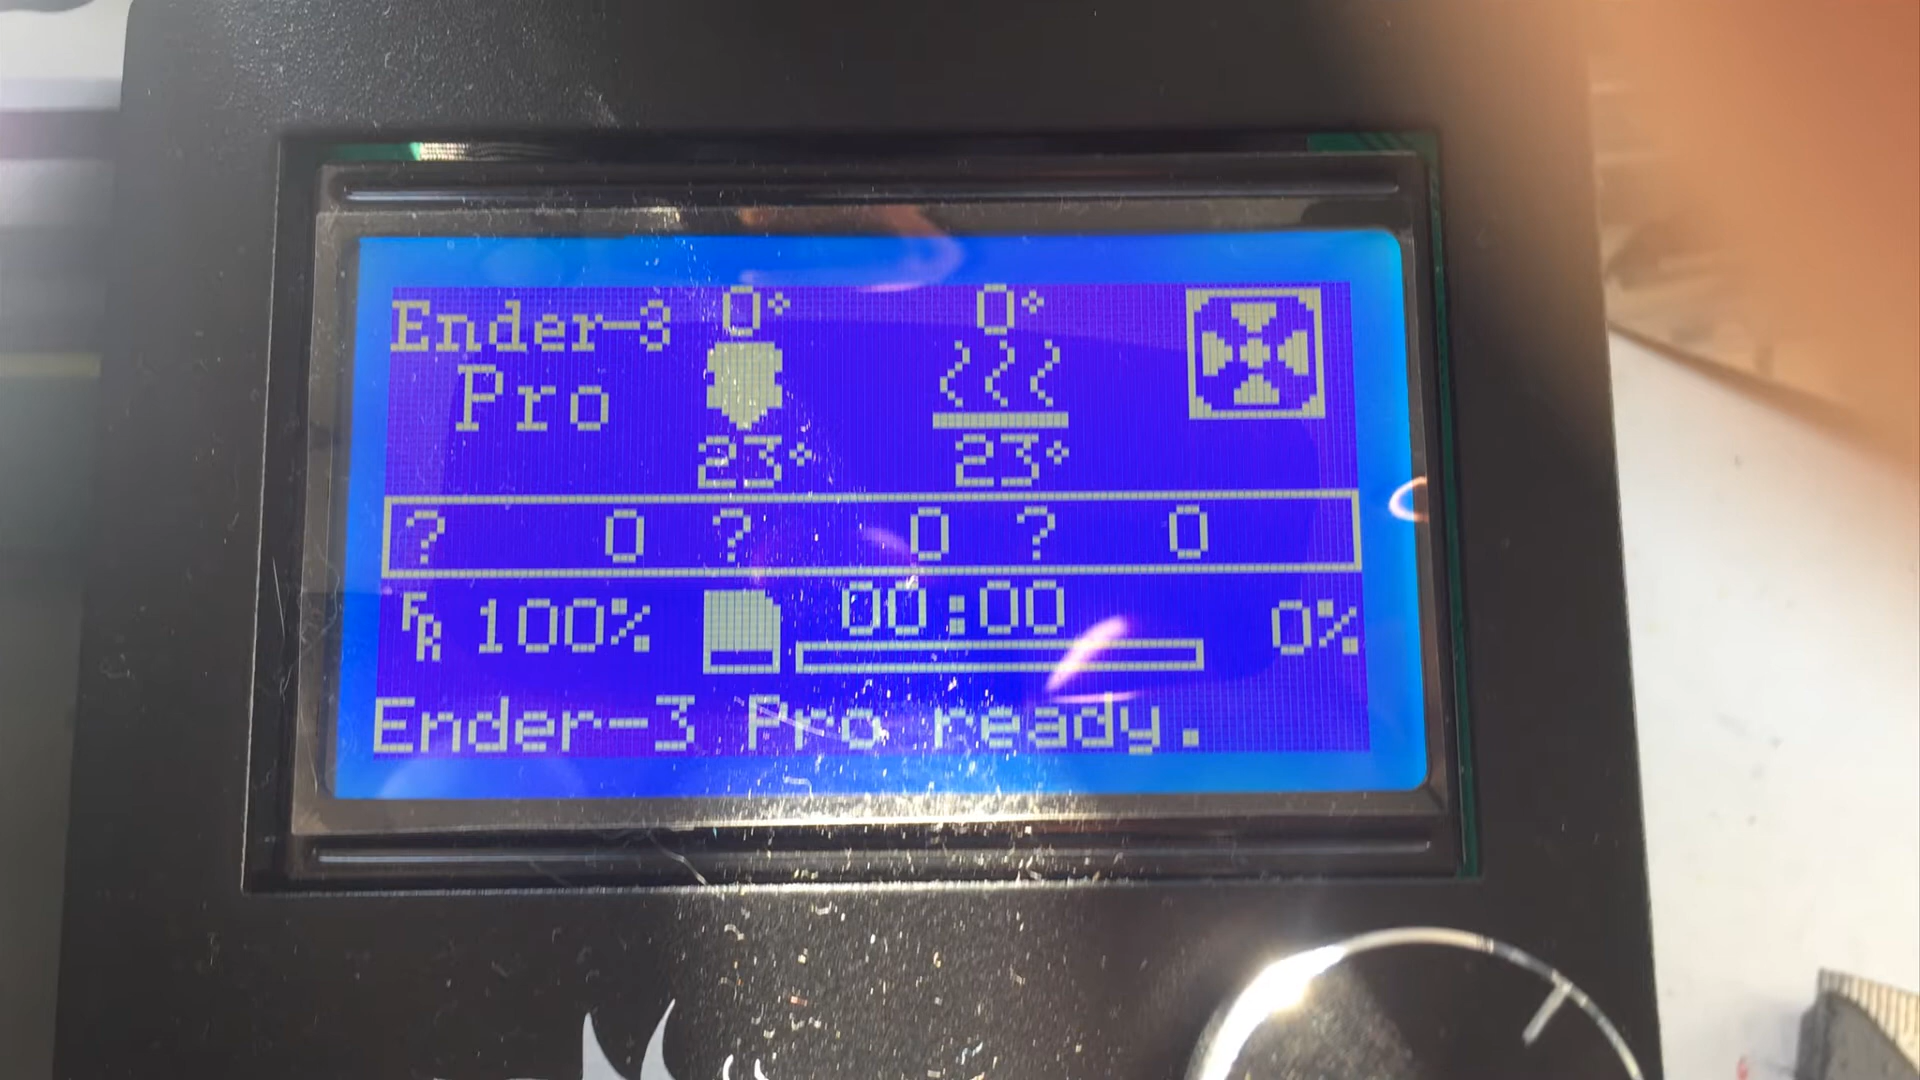 Ender-3 0° 0°
Pro
23° 23°
? 0 ? 0 ? 0
FR 100% 00:00 0%
Ender-3 Pro ready.